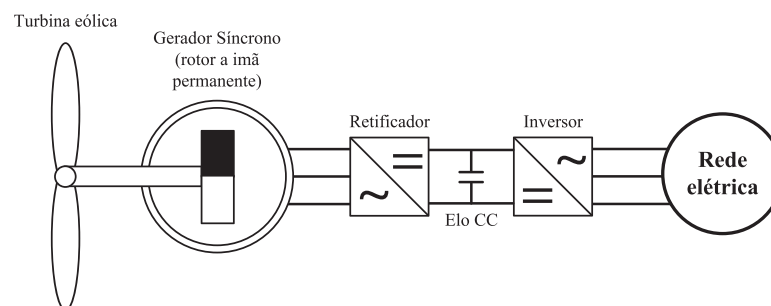 Turbina eólica
Gerador Síncrono
(rotor a imã
permanente)
Retificador
Inversor
Elo CC
Rede
elétrica